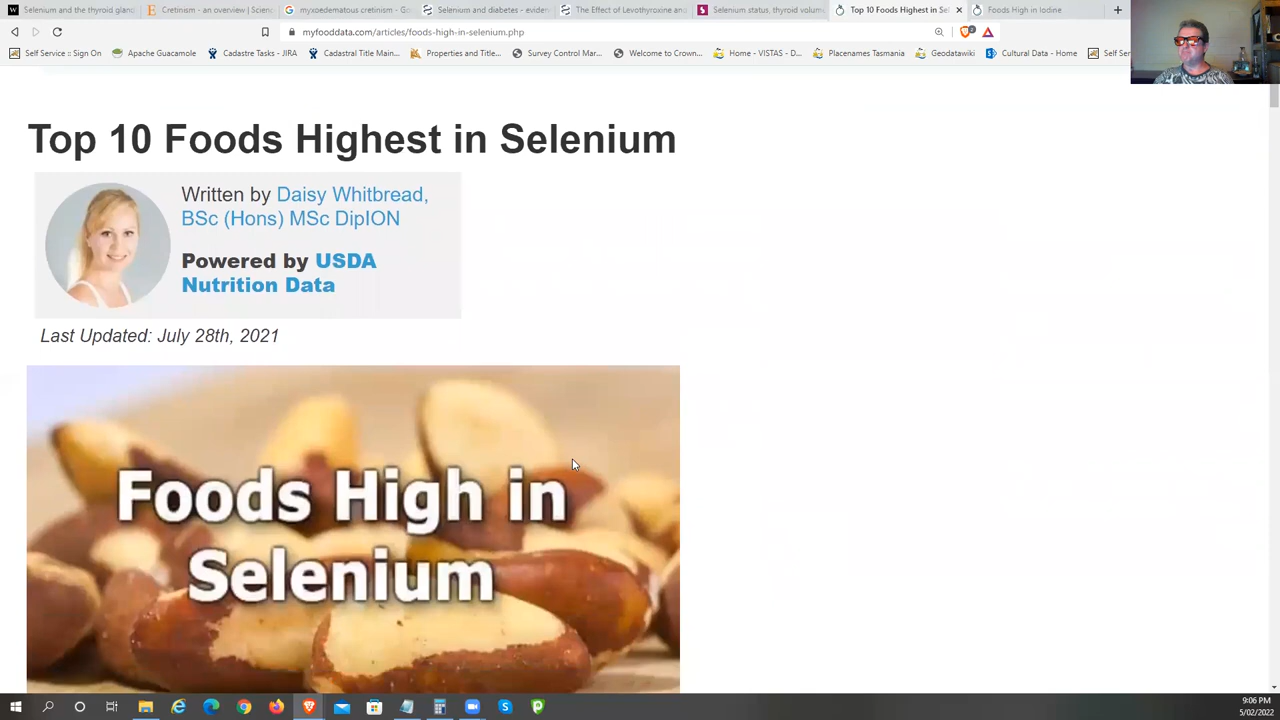 Selenium and the thyroid gland
Cretinism - an overview | Scienc
myxoedematous cretinism - Go
Selenium and diabetes - eviden
The Effect of Levothyroxine and
Selenium status, thyroid volum
Top 10 Foods Highest in Sel
Foods High in Iodine
myfooddata.com/articles/foods-high-in-selenium.php
Self Service :: Sign On
Apache Guacamole
Cadastre Tasks - JIRA
Cadastral Title Main...
Properties and Title...
Survey Control Mar...
Welcome to Crown...
Home - VISTAS - D...
Placenames Tasmania
Geodatawiki
Cultural Data - Home
Self Ser
Top 10 Foods Highest in Selenium
Written by Daisy Whitbread,
BSc (Hons) MSc DipION
Powered by USDA
Nutrition Data
Last Updated: July 28th, 2021
Foods High in
Selenium
9:06 PM
5/02/2022